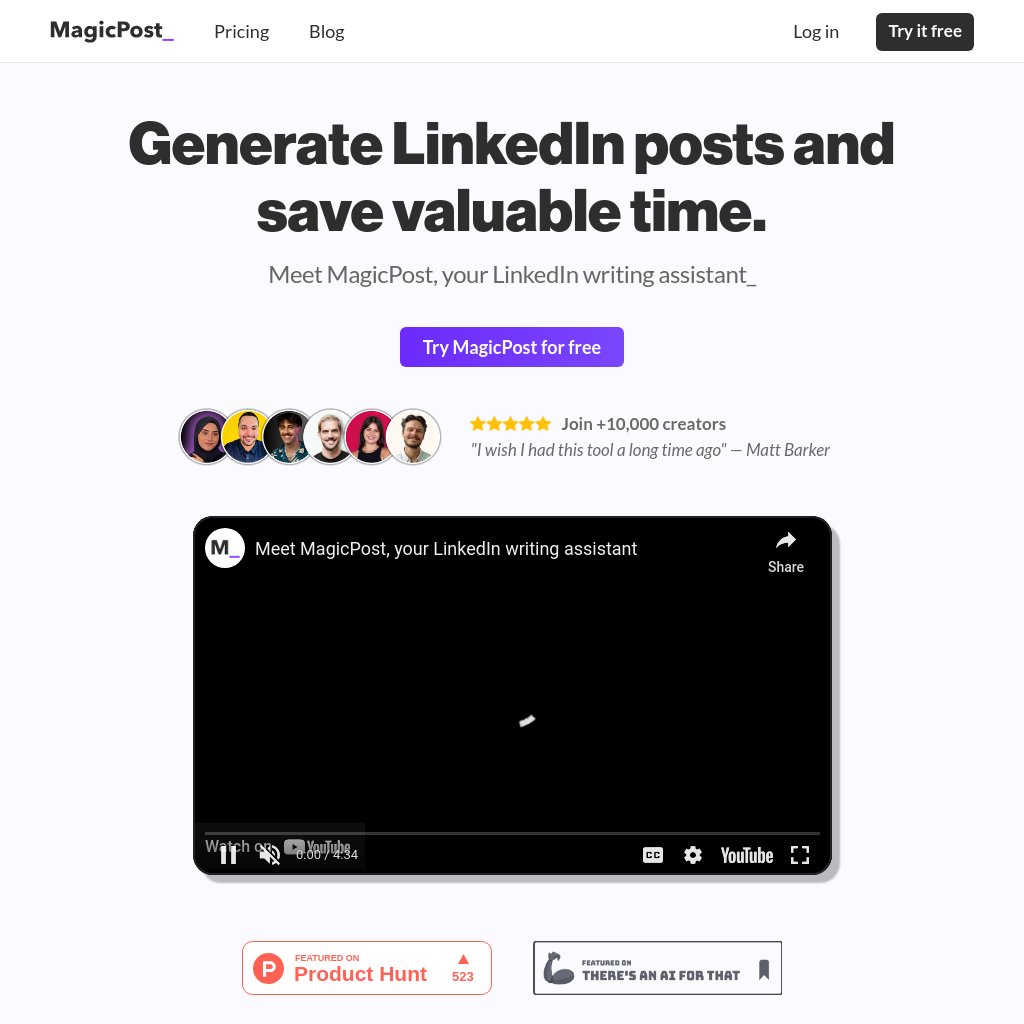 MagicPost_
Pricing
Blog
Log in
Try it free
Generate LinkedIn posts and
save valuable time.
Meet MagicPost, your LinkedIn writing assistant_
Try MagicPost for free
Join +10,000 creators
"I wish I had this tool a long time ago" — Matt Barker
M_
Meet MagicPost, your LinkedIn writing assistant
Share
Watch on YouTube
0:00 / 4:34
CC
YouTube
P
FEATURED ON
Product Hunt
523
FEATURED ON
THERE'S AN AI FOR THAT